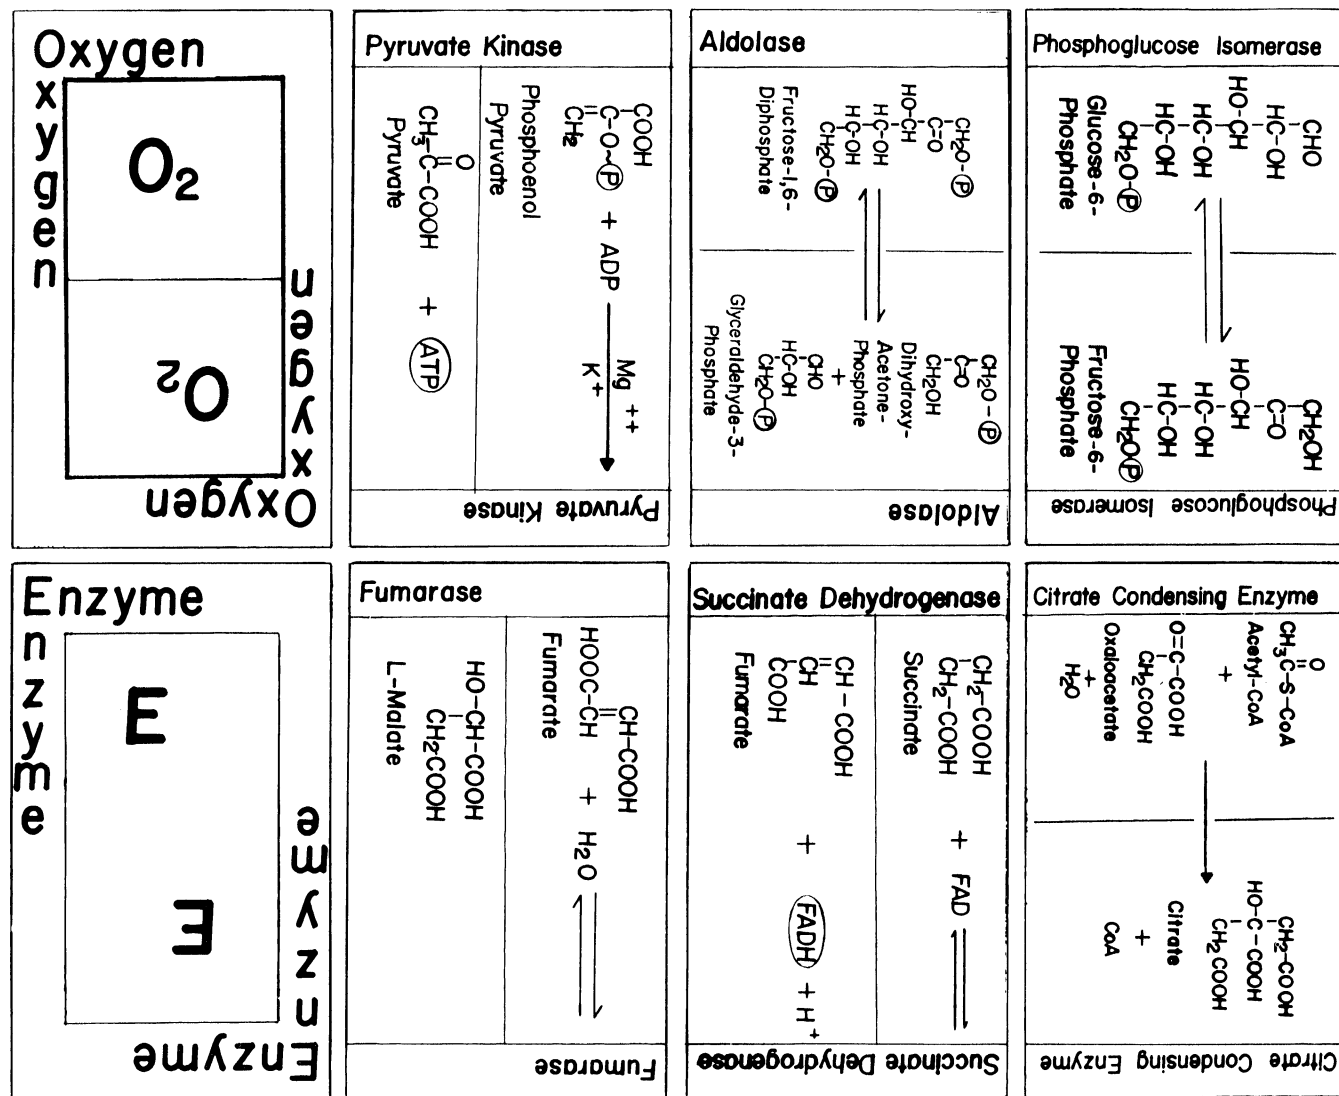 Oxygen
Oxygen
O2
O2
Oxygen
Oxygen
Pyruvate Kinase
COOH
C-O~P + ADP
CH2
Mg++
K+
Phosphoenol
Pyruvate
O
CH3-C-COOH + ATP
Pyruvate
Pyruvate Kinase
Aldolase
CH2O-P
C=O
HO-CH
HC-OH
HC-OH
CH2O-P
Fructose-1,6-
Diphosphate
CH2O-P
C=O
CH2OH
Dihydroxy-
Acetone-
Phosphate
+
CHO
HC-OH
CH2O-P
Glyceraldehyde-3-
Phosphate
Aldolase
Phosphoglucose Isomerase
CHO
HC-OH
HO-CH
HC-OH
HC-OH
CH2O-P
Glucose-6-
Phosphate
CH2OH
C=O
HO-CH
HC-OH
HC-OH
CH2OP
Fructose-6-
Phosphate
Phosphoglucose Isomerase
Enzyme
Enzyme
E
E
Enzyme
Enzyme
Fumarase
CH-COOH
HOOC-CH + H2O
Fumarate
HO-CH-COOH
CH2COOH
L-Malate
Fumarase
Succinate Dehydrogenase
CH2-COOH
CH2-COOH + FAD
Succinate
CH-COOH
CH + FADH + H+
COOH
Fumarate
Succinate Dehydrogenase
Citrate Condensing Enzyme
O
CH3C-S-CoA
Acetyl-CoA
+
O=C-COOH
CH2COOH
Oxaloacetate
+
H2O
CH2-COOH
HO-C-COOH
CH2COOH
Citrate
+
CoA
Citrate Condensing Enzyme